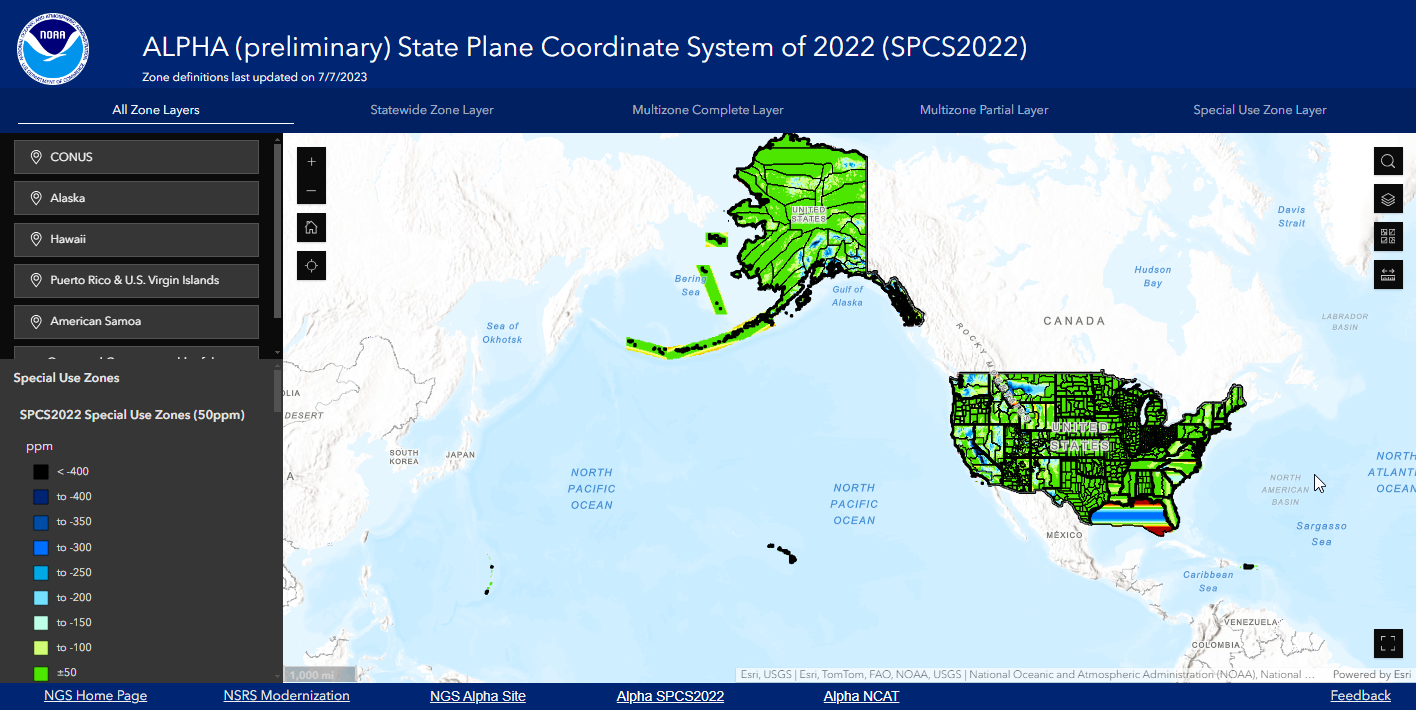 NOAA
ALPHA (preliminary) State Plane Coordinate System of 2022 (SPCS2022)
Zone definitions last updated on 7/7/2023
All Zone Layers
Statewide Zone Layer
Multizone Complete Layer
Multizone Partial Layer
Special Use Zone Layer
CONUS
Alaska
Hawaii
Puerto Rico & U.S. Virgin Islands
American Samoa
Special Use Zones
SPCS2022 Special Use Zones (50ppm)
ppm
< -400
to -400
to -350
to -300
to -250
to -200
to -150
to -100
±50
+
−
UNITED
STATES
Bering
Sea
Gulf of
Alaska
Sea of
Okhotsk
Davis
Strait
Hudson
Bay
CANADA
LABRADOR
BASIN
ROCKY
OLIA
DESERT
A
SOUTH
KOREA
JAPAN
UNITED
STATES
NORTH
PACIFIC
OCEAN
NORTH
PACIFIC
OCEAN
NORTH
AMERICAN
BASIN
NORTH
ATLANT
OCEAN
Sargasso
Sea
MÉXICO
Caribbean
Sea
VENEZUELA
COLOMBIA
1,000 mi
Esri, USGS | Esri, TomTom, FAO, NOAA, USGS | National Oceanic and Atmospheric Administration (NOAA), National ...
Powered by Esri
NGS Home Page
NSRS Modernization
NGS Alpha Site
Alpha SPCS2022
Alpha NCAT
Feedback